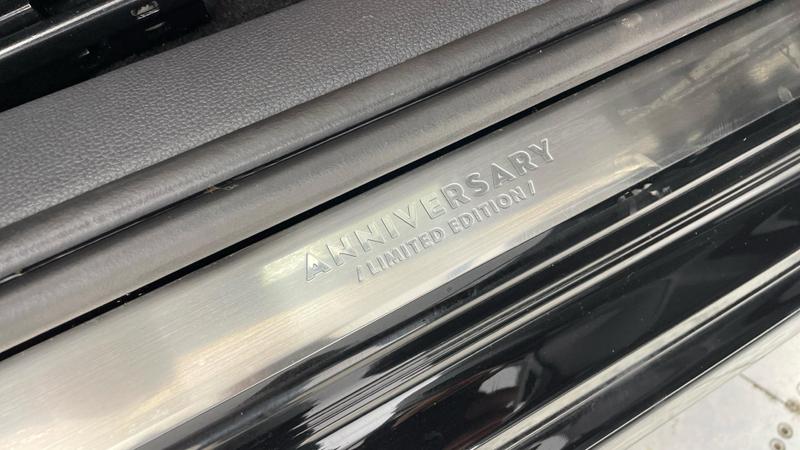 ANNIVERSARY
/ LIMITED EDITION /